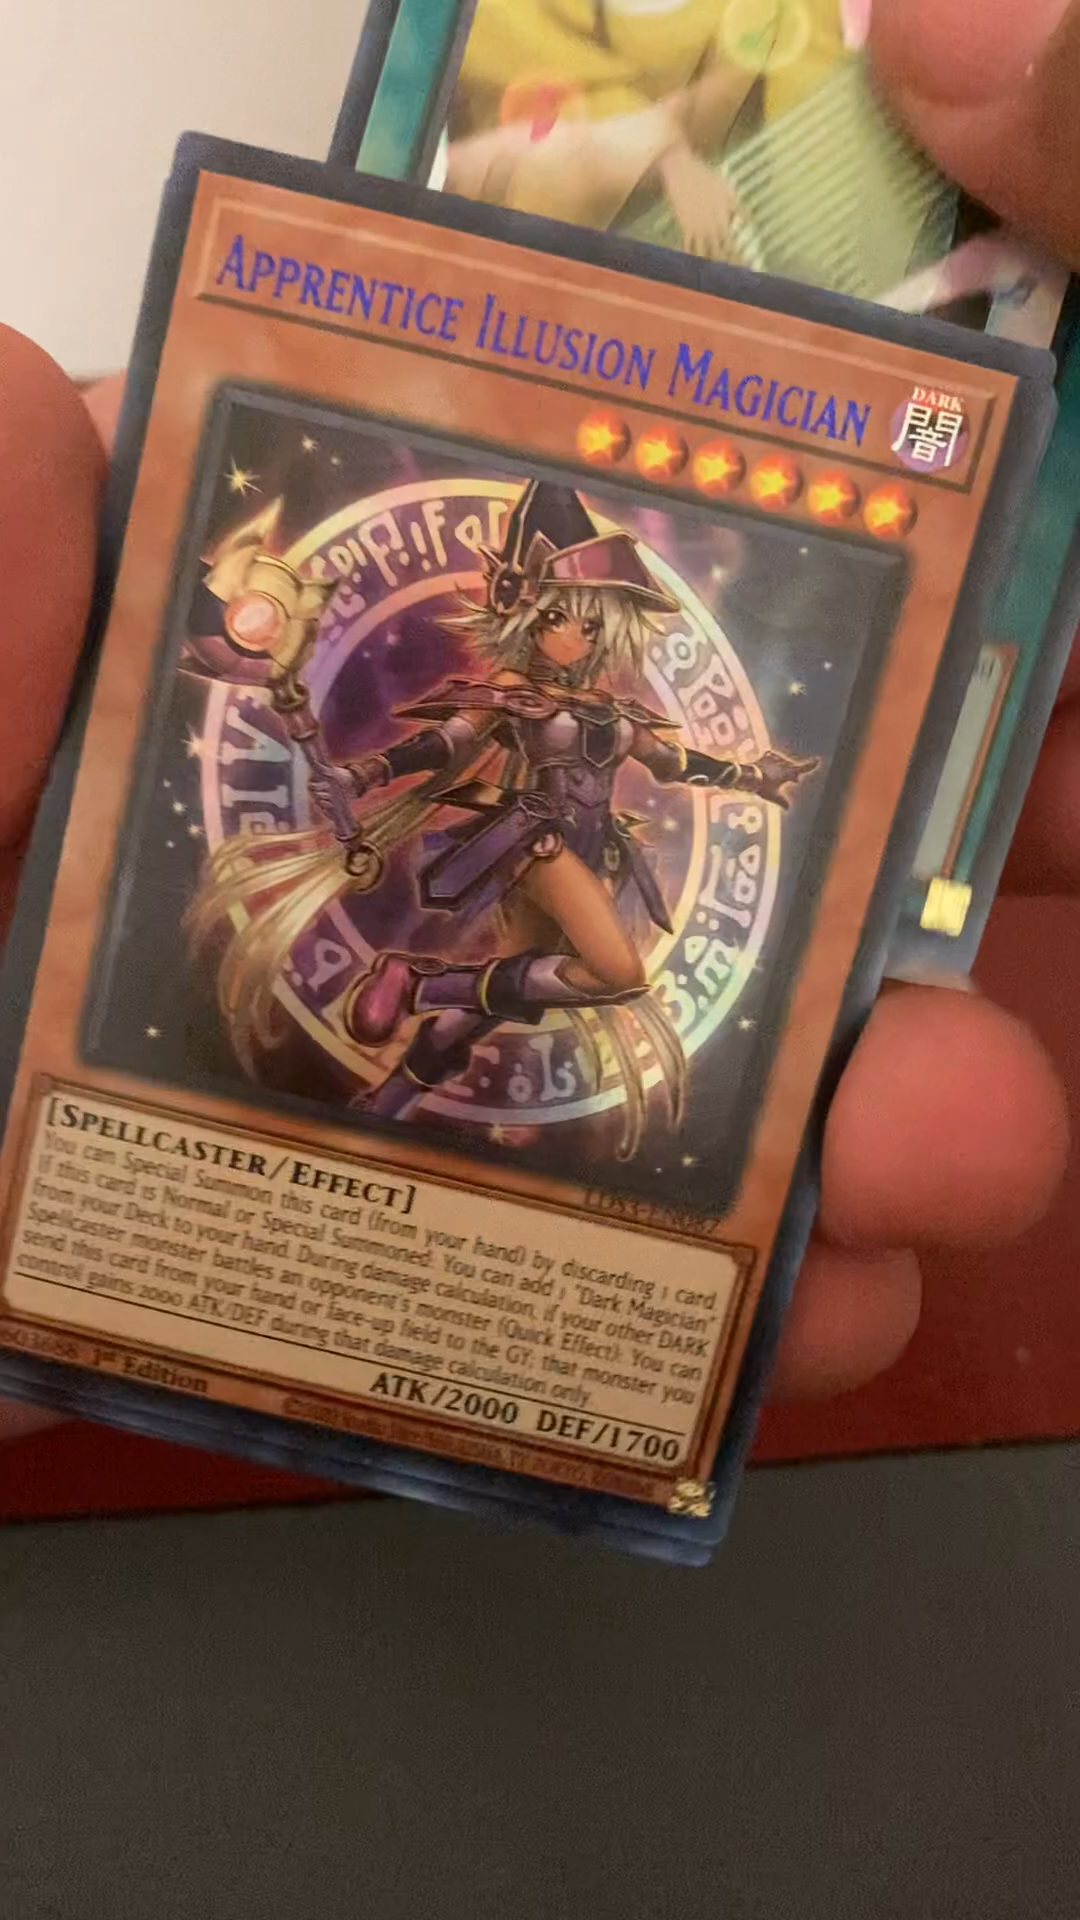 APPRENTICE ILLUSION MAGICIAN
DARK
闇
LDS3-EN087
[SPELLCASTER/EFFECT]
You can Special Summon this card (from your hand) by discarding 1 card.
If this card is Normal or Special Summoned: You can add 1 "Dark Magician"
from your Deck to your hand. During damage calculation, if your other DARK
Spellcaster monster battles an opponent's monster (Quick Effect): You can
send this card from your hand or face-up field to the GY; that monster you
control gains 2000 ATK/DEF during that damage calculation only.
ATK/2000 DEF/1700
1st Edition